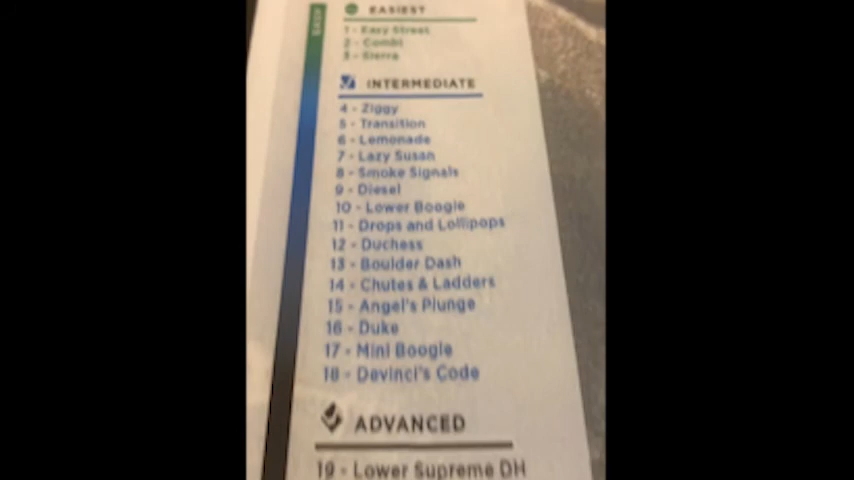 EASY
EASIEST
1 - Easy Street
2 - Combi
3 - Sierra
INTERMEDIATE
4 - Ziggy
5 - Transition
6 - Lemonade
7 - Lazy Susan
8 - Smoke Signals
9 - Diesel
10 - Lower Boogie
11 - Drops and Lollipops
12 - Duchess
13 - Boulder Dash
14 - Chutes & Ladders
15 - Angel's Plunge
16 - Duke
17 - Mini Boogie
18 - Devinci's Code
ADVANCED
19 - Lower Supreme DH